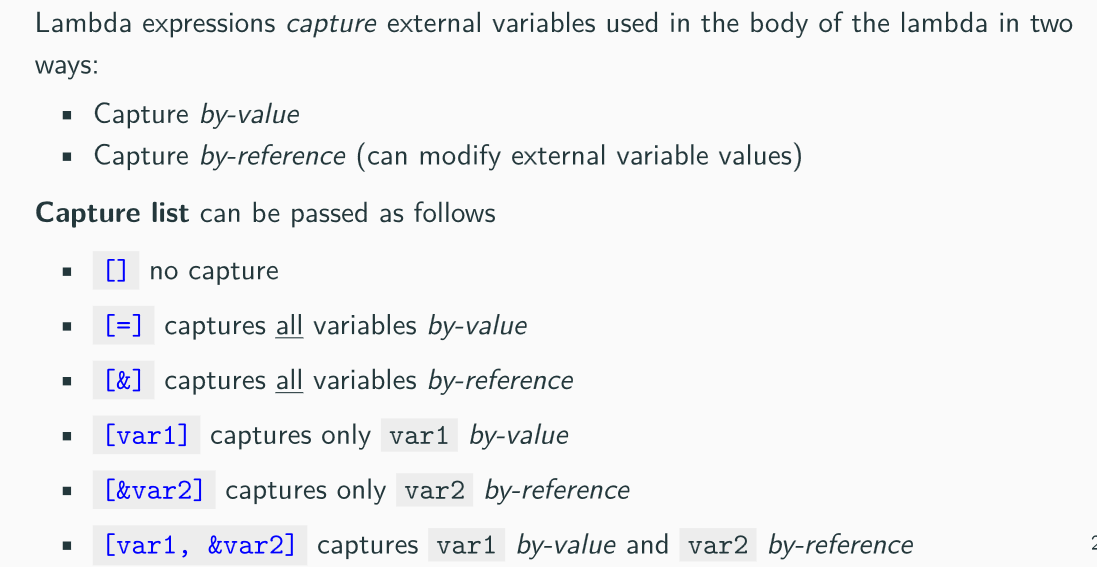 Lambda expressions capture external variables used in the body of the lambda in two
ways:
▪ Capture by-value
▪ Capture by-reference (can modify external variable values)
Capture list can be passed as follows
▪ [] no capture
▪ [=] captures all variables by-value
▪ [&] captures all variables by-reference
▪ [var1] captures only var1 by-value
▪ [&var2] captures only var2 by-reference
▪ [var1, &var2] captures var1 by-value and var2 by-reference